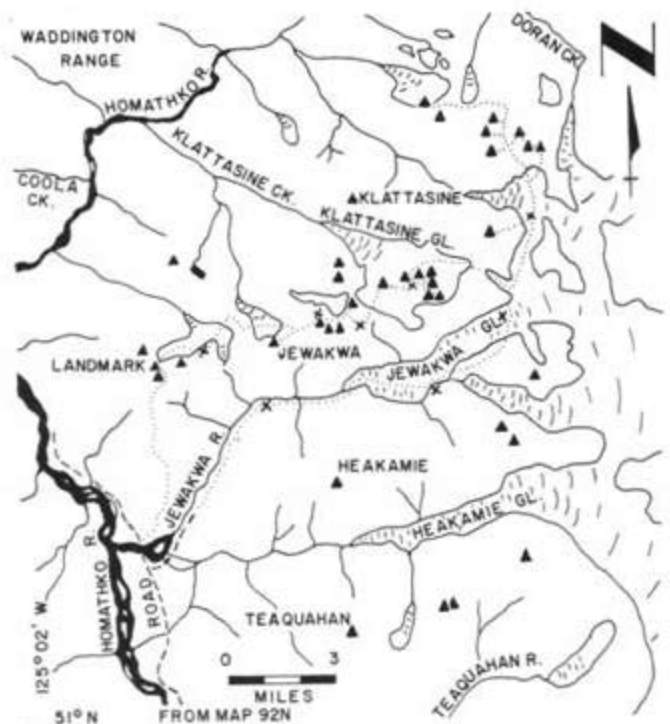 WADDINGTON
RANGE
DORAN CK.
HOMATHKO R.
KLATTASINE CK.
COOLA
CK.
KLATTASINE
KLATTASINE GL.
LANDMARK
JEWAKWA
JEWAKWA GL.
JEWAKWA R.
HEAKAMIE
HEAKAMIE GL.
HOMATHKO R.
ROAD
TEAQUAHAN
TEAQUAHAN R.
125° 02' W
0 3
MILES
51° N FROM MAP 92N
N